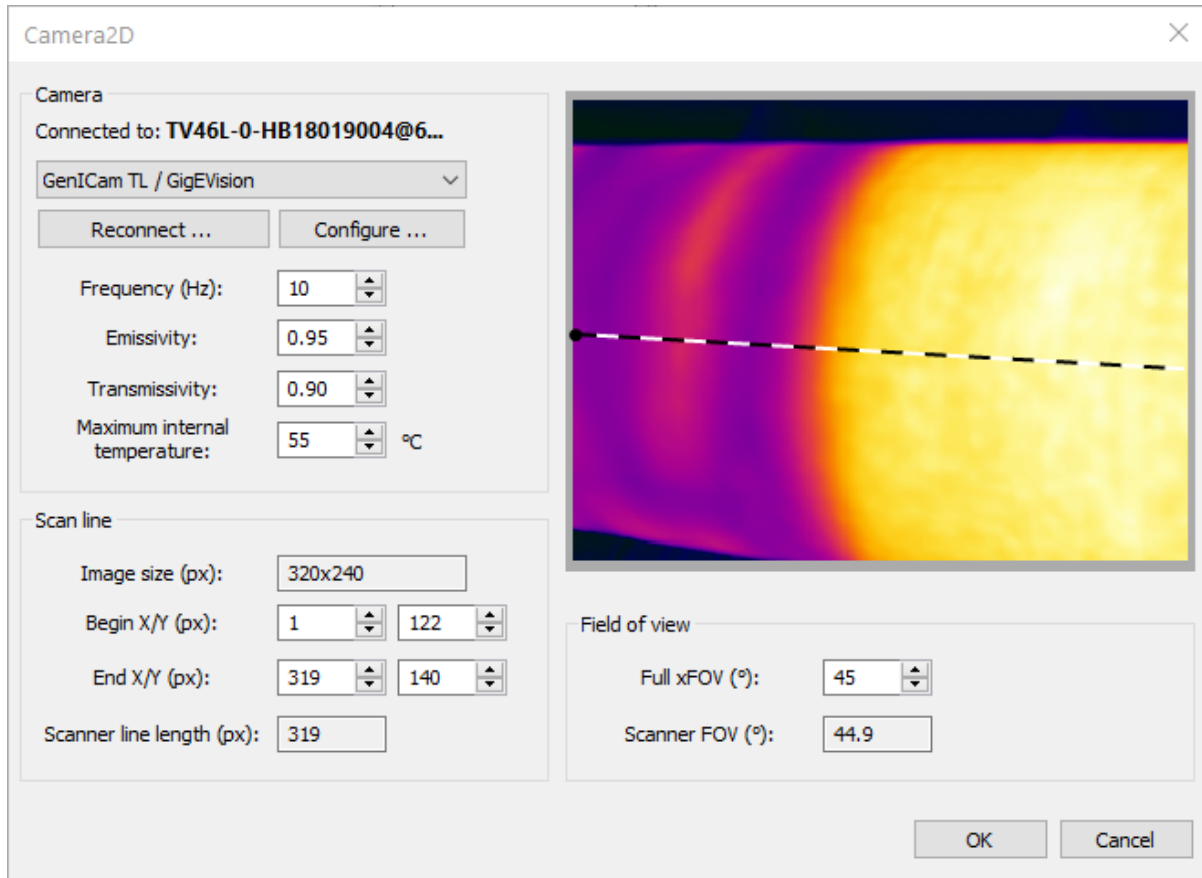 Camera2D
Camera
Connected to: TV46L-0-HB18019004@6...
GenICam TL / GigEVision
Reconnect ... Configure ...
Frequency (Hz): 10
Emissivity: 0.95
Transmissivity: 0.90
Maximum internal
temperature: 55 °C
Scan line
Image size (px): 320x240
Begin X/Y (px): 1 122
End X/Y (px): 319 140
Scanner line length (px): 319
Field of view
Full xFOV (°): 45
Scanner FOV (°): 44.9
OK Cancel